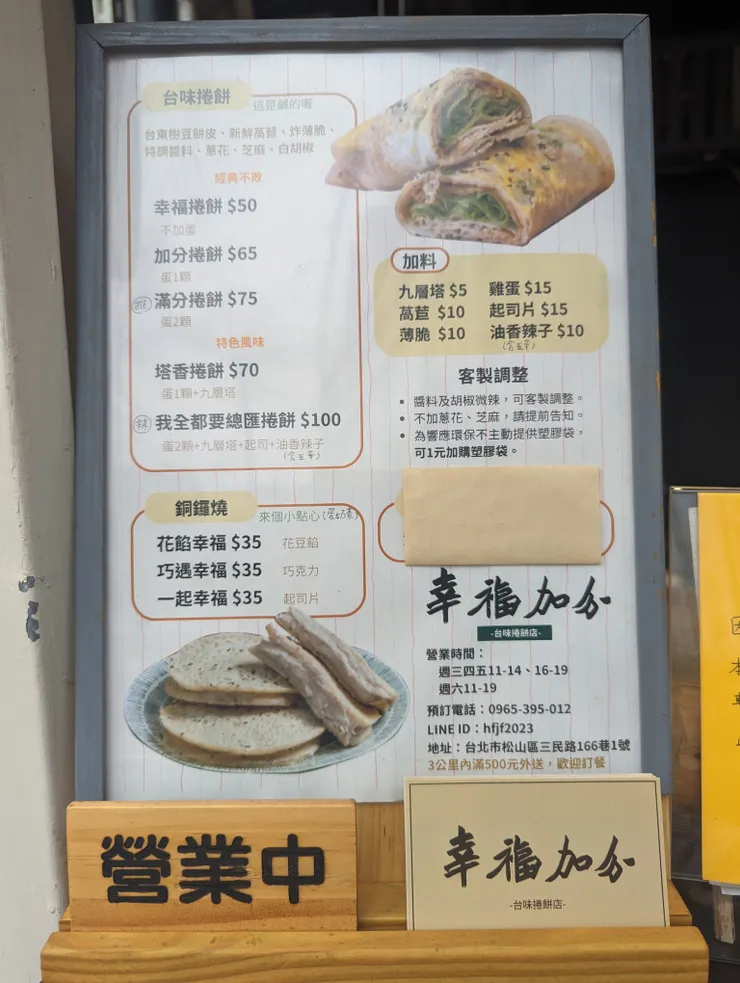 台味捲餅 這是鹹的喔
台東樹豆餅皮、新鮮萵苣、炸薄脆、
特調醬料、蔥花、芝麻、白胡椒
經典不敗
幸福捲餅 $50
不加蛋
加分捲餅 $65
蛋1顆
推 滿分捲餅 $75
蛋2顆
特色風味
塔香捲餅 $70
蛋1顆+九層塔
我全都要總匯捲餅 $100
蛋2顆+九層塔+起司+油香辣子
(含五辛)
加料
九層塔 $5 雞蛋 $15
萵苣 $10 起司片 $15
薄脆 $10 油香辣子 $10
(含五辛)
客製調整
• 醬料及胡椒微辣,可客製調整。
• 不加蔥花、芝麻,請提前告知。
• 為響應環保不主動提供塑膠袋,
可1元加購塑膠袋。
銅鑼燒 來個小點心(蛋奶素)
花餡幸福 $35 花豆餡
巧遇幸福 $35 巧克力
一起幸福 $35 起司片
幸福加分
-台味捲餅店-
營業時間:
週三四五11-14、16-19
週六11-19
預訂電話:0965-395-012
LINE ID:hfjf2023
地址:台北市松山區三民路166巷1號
3公里內滿500元外送,歡迎訂餐
營業中
幸福加分
-台味捲餅店-